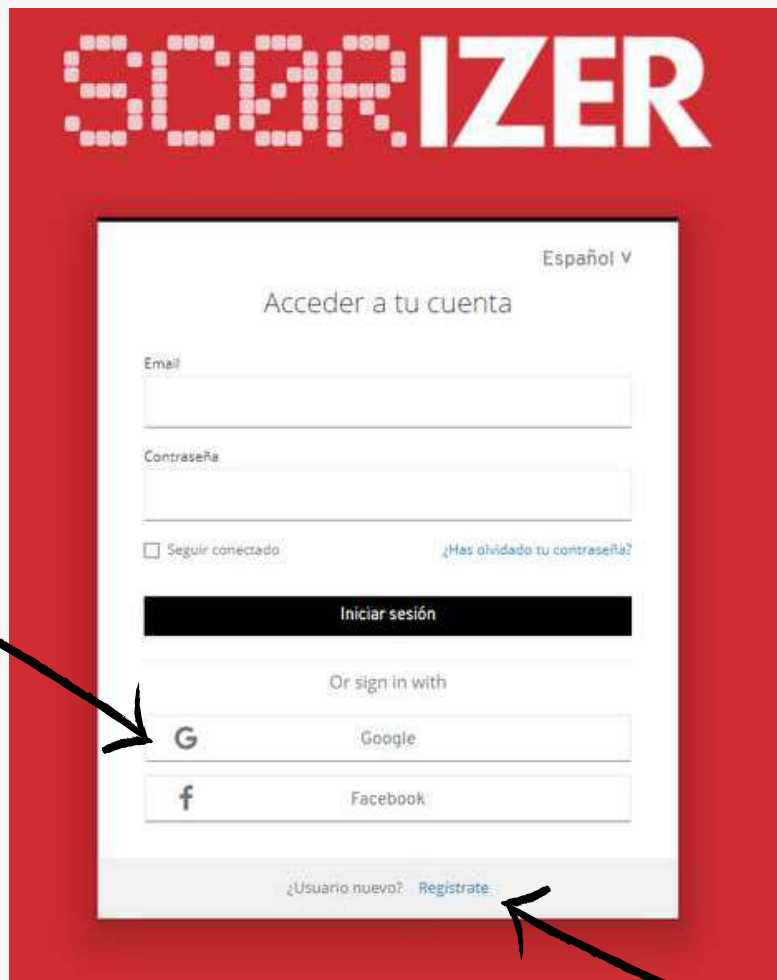 SC0RIZER
Español ∨
Acceder a tu cuenta
Email
Contraseña
Seguir conectado
¿Has olvidado tu contraseña?
Iniciar sesión
Or sign in with
Google
Facebook
¿Usuario nuevo? Regístrate